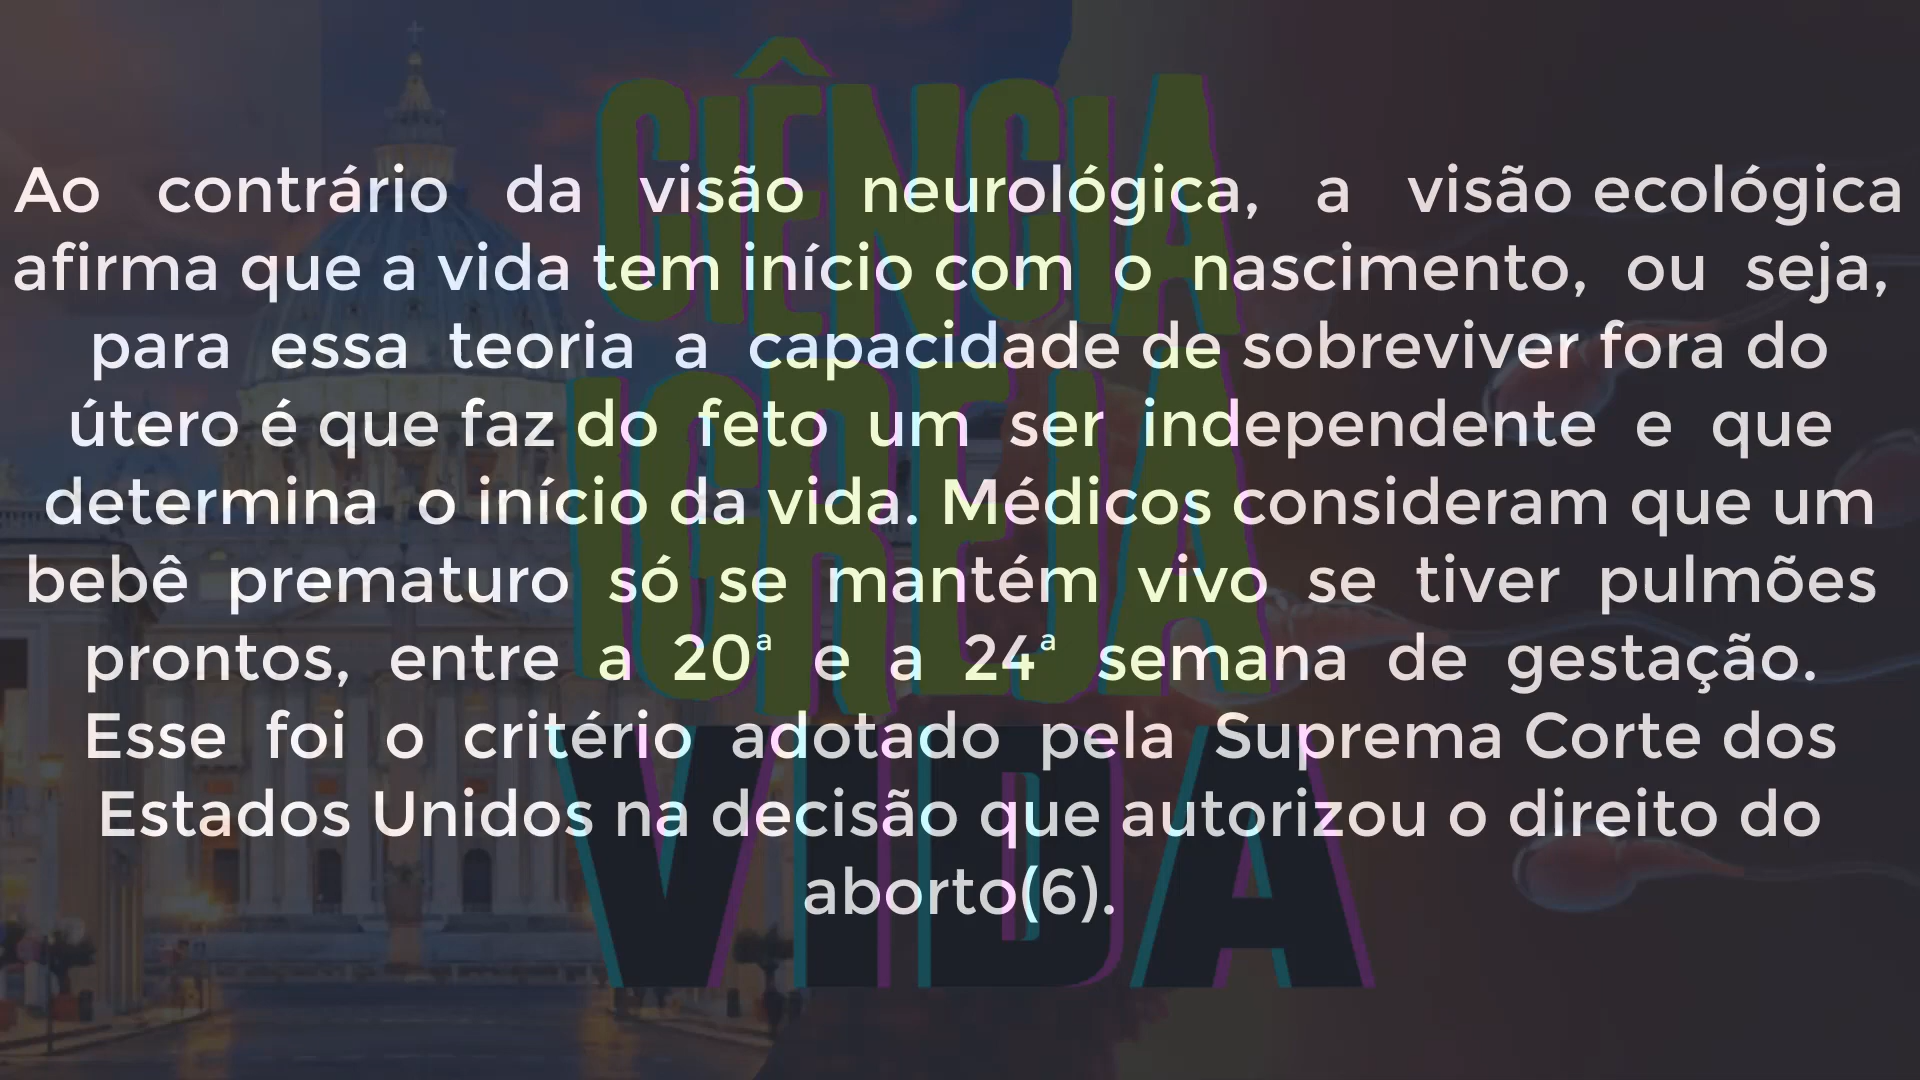 CIÊNCIA
IGREJA
VIDA
Ao contrário da visão neurológica, a visão ecológica
afirma que a vida tem início com o nascimento, ou seja,
para essa teoria a capacidade de sobreviver fora do
útero é que faz do feto um ser independente e que
determina o início da vida. Médicos consideram que um
bebê prematuro só se mantém vivo se tiver pulmões
prontos, entre a 20ª e a 24ª semana de gestação.
Esse foi o critério adotado pela Suprema Corte dos
Estados Unidos na decisão que autorizou o direito do
aborto(6).